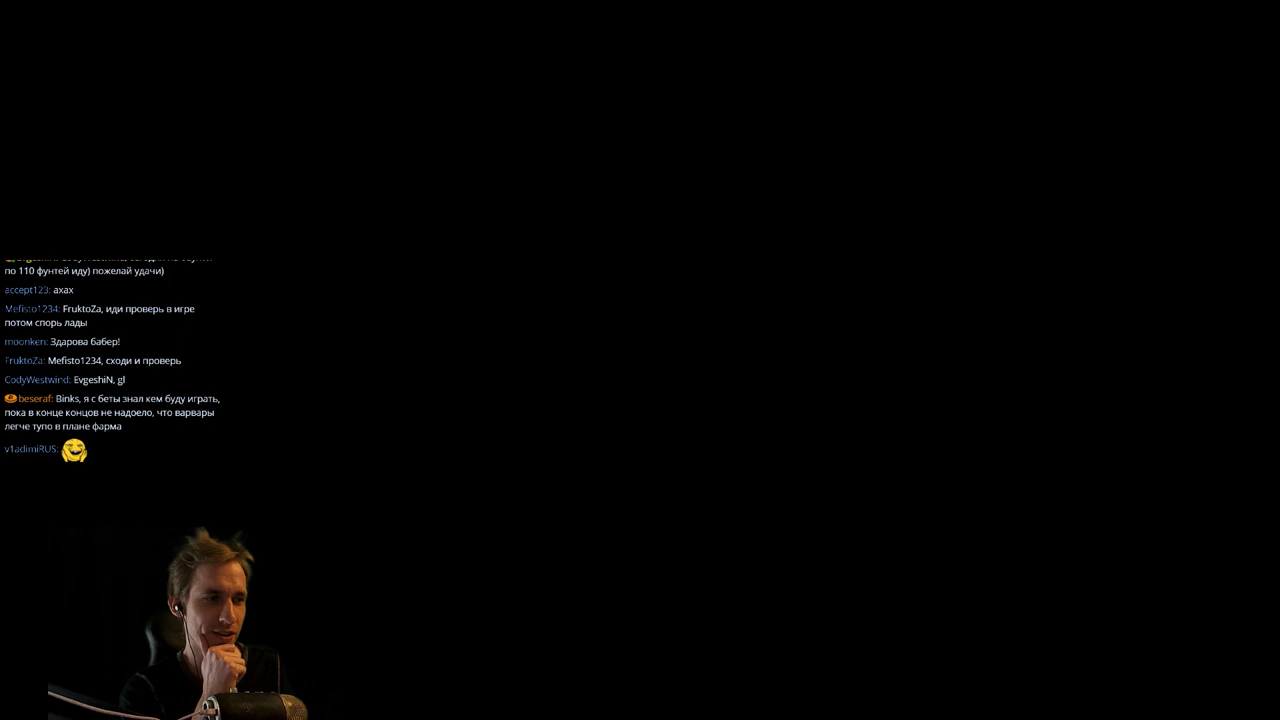 по 110 фунтей иду) пожелай удачи)
accept123: ахах
Mefisto1234: FruktoZa, иди проверь в игре
потом спорь лады
moonken: Здарова бабер!
FruktoZa: Mefisto1234, сходи и проверь
CodyWestwind: EvgeshiN, gl
beseraf: Binks, я с беты знал кем буду играть,
пока в конце концов не надоело, что варвары
легче тупо в плане фарма
v1adimiRUS: